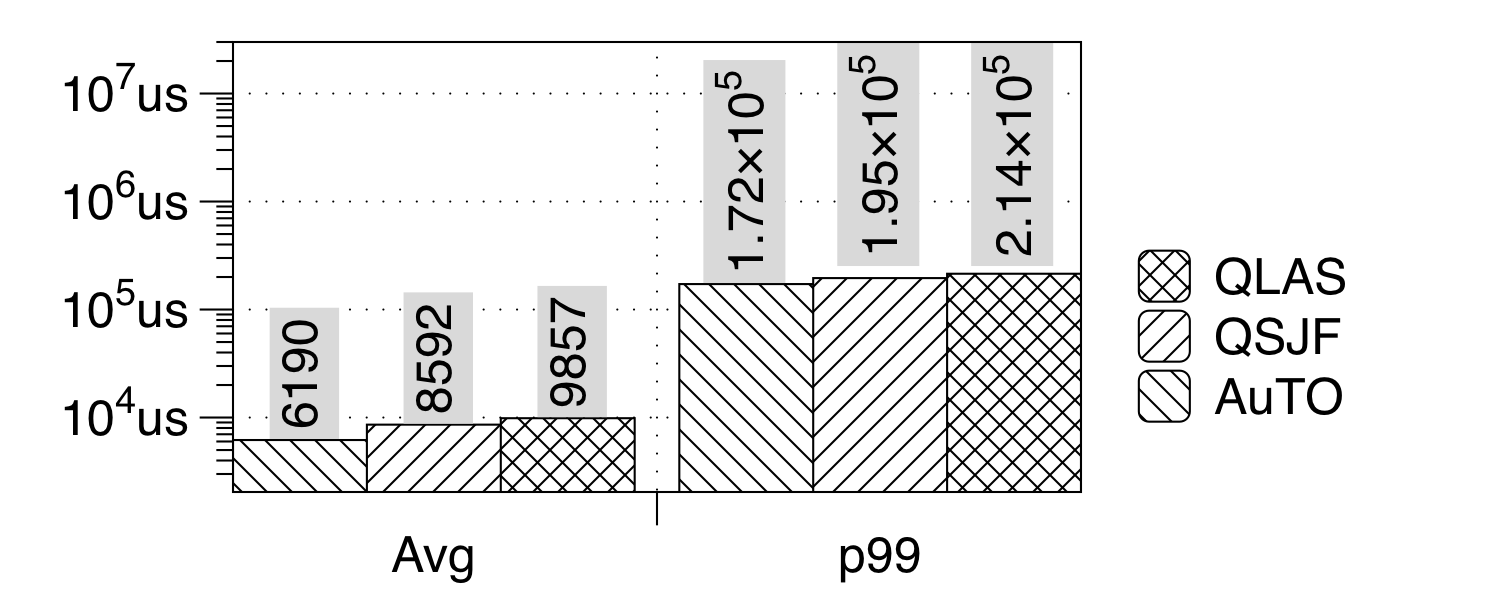 10⁷us
10⁶us
10⁵us
10⁴us
6190
8592
9857
1.72×10⁵
1.95×10⁵
2.14×10⁵
Avg
p99
QLAS
QSJF
AuTO